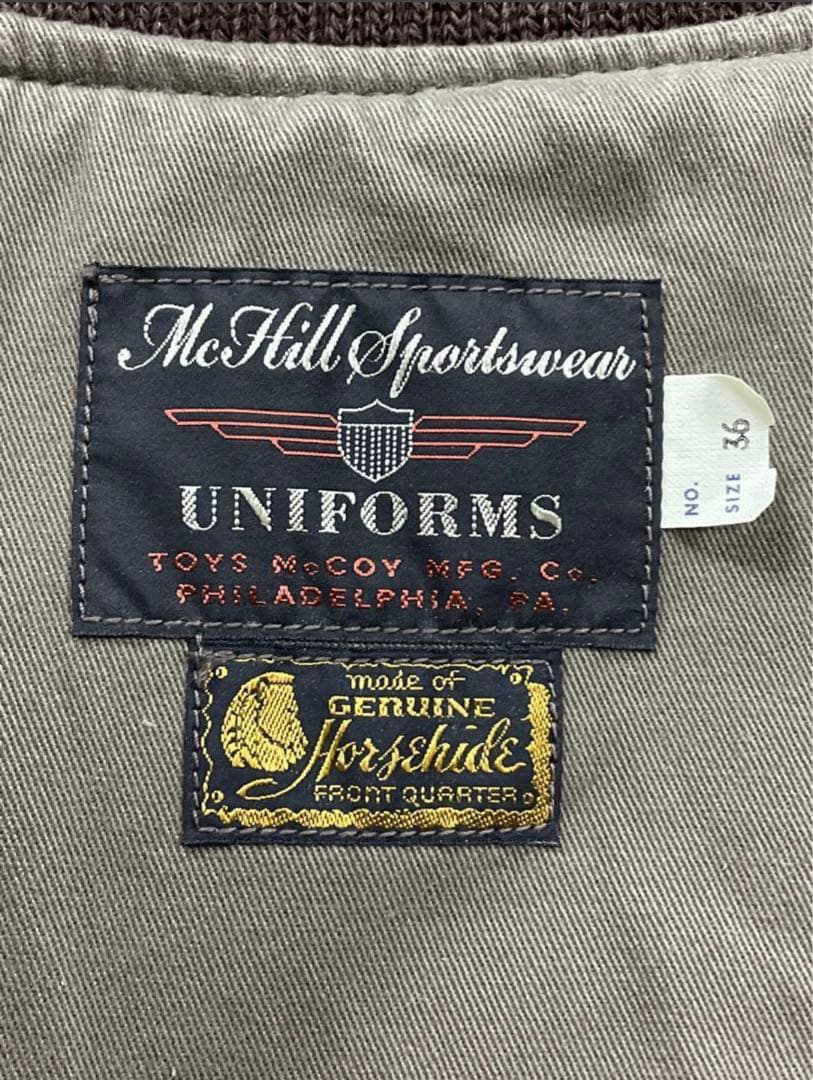 McHill Sportswear
UNIFORMS
TOYS McCOY MFG. Co.
PHILADELPHIA, PA.
NO.
SIZE 36
made of
GENUINE
Horsehide
FRONT QUARTER